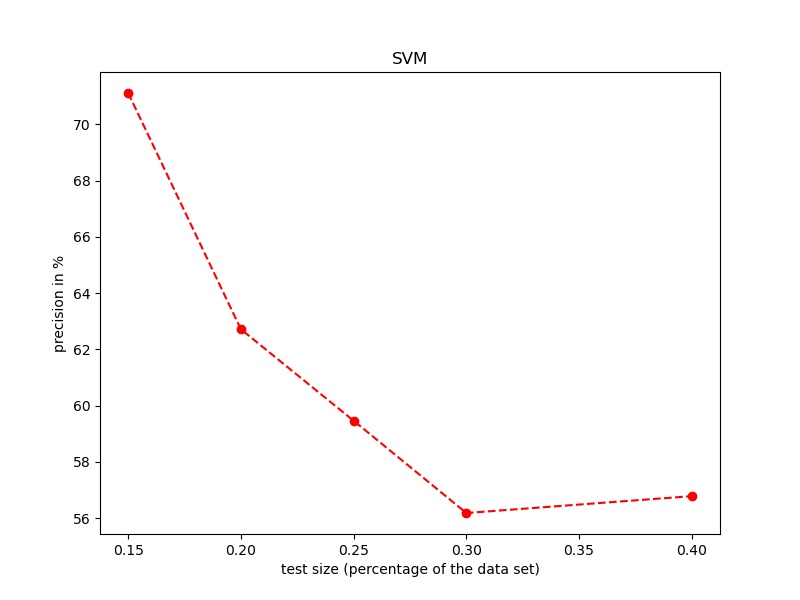 SVM
70
68
66
64
62
60
58
56
precision in %
0.15 0.20 0.25 0.30 0.35 0.40
test size (percentage of the data set)